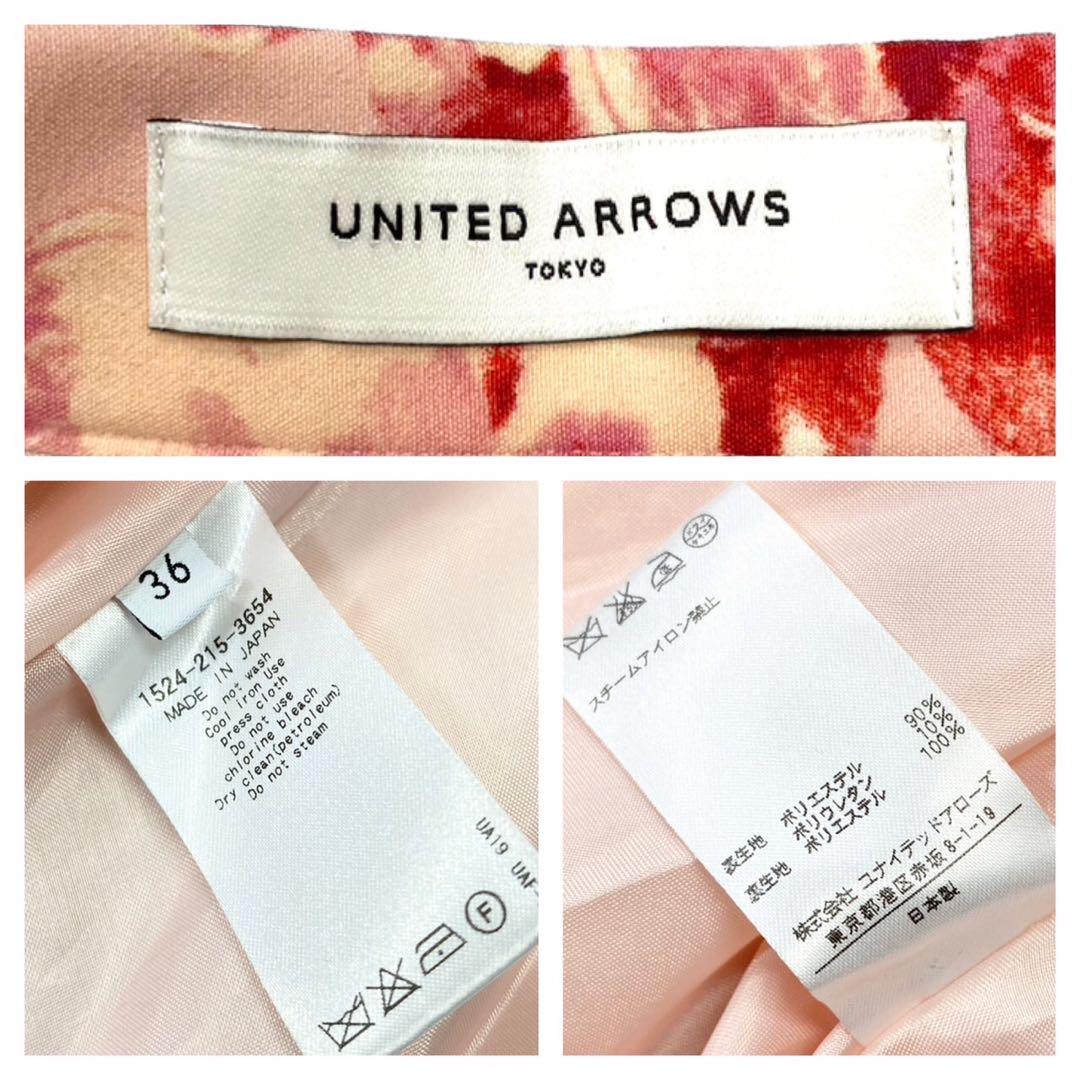 UNITED ARROWS
TOKYO
36
1524-215-3654
MADE IN JAPAN
Do not wash
Cool iron Use
press cloth
Do not use
chlorine bleach
Dry clean(petroleum)
Do not steam
UA19 UAF-
F
スチームアイロン禁止
表生地 ポリエステル 90%
ポリウレタン 10%
裏生地 ポリエステル 100%
株式会社 ユナイテッドアローズ
東京都港区赤坂 8-1-19
日本製